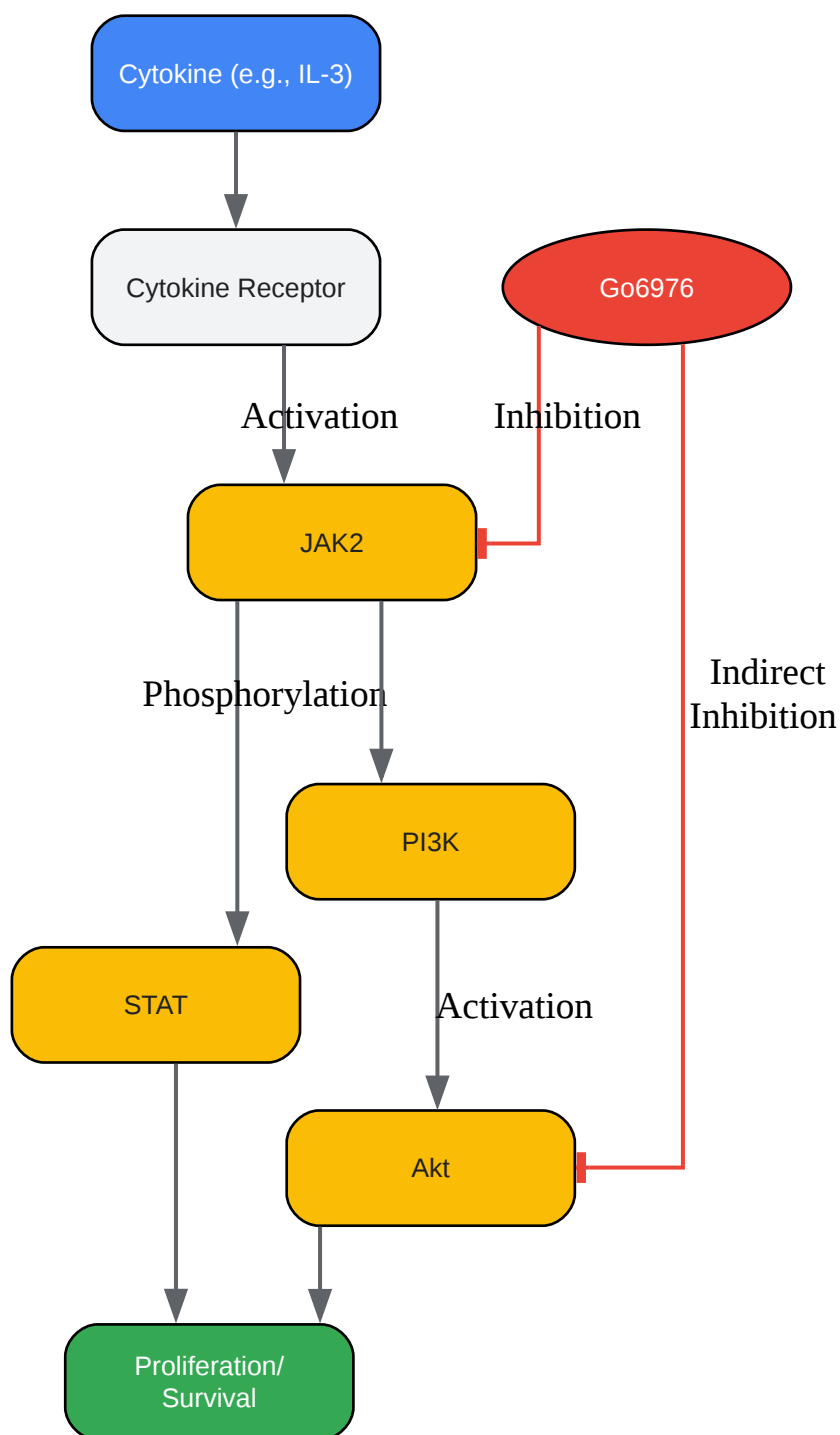 Cytokine (e.g., IL-3)
Cytokine Receptor
Go6976
Activation
Inhibition
JAK2
Phosphorylation
Indirect
Inhibition
PI3K
STAT
Activation
Akt
Proliferation/
Survival